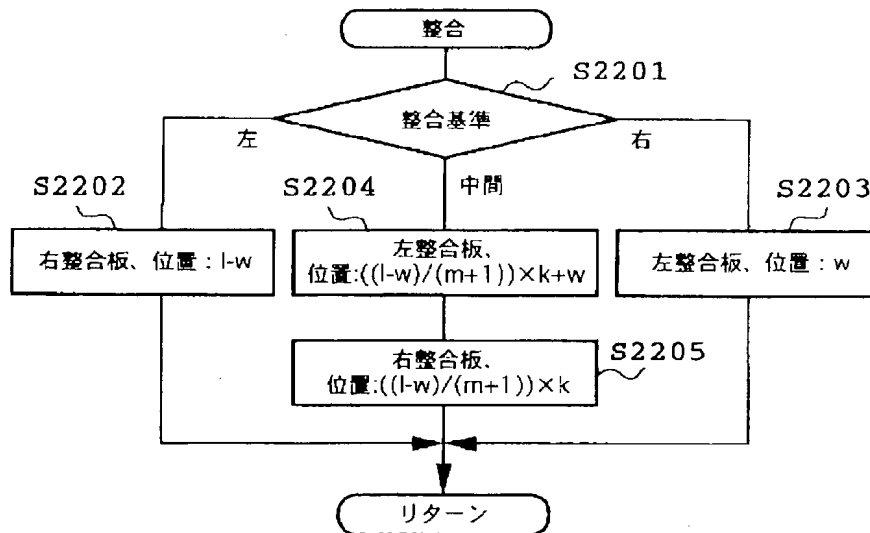 整合
S2201
整合基準
左
右
中間
S2202
S2204
S2203
右整合板、位置:l-w
左整合板、
位置:((l-w)/(m+1))×k+w
左整合板、位置:w
右整合板、
位置:((l-w)/(m+1))×k
S2205
リターン